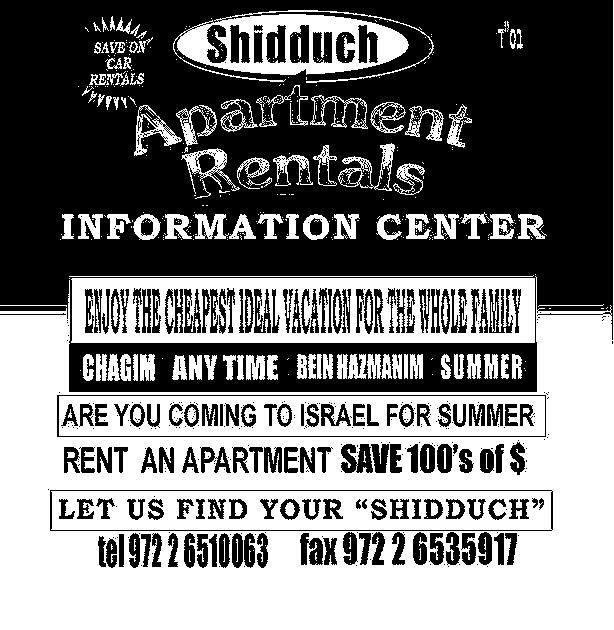 SAVE ON
CAR
RENTALS
Shidduch
Apartment
Rentals
INFORMATION CENTER
ENJOY THE CHEAPEST IDEAL VACATION FOR THE WHOLE FAMILY
CHAGIM ANY TIME BEIN HAZMANIM SUMMER
ARE YOU COMING TO ISRAEL FOR SUMMER
RENT AN APARTMENT SAVE 100's of $
LET US FIND YOUR “SHIDDUCH”
tel 972 2 6510063 fax 972 2 6535917